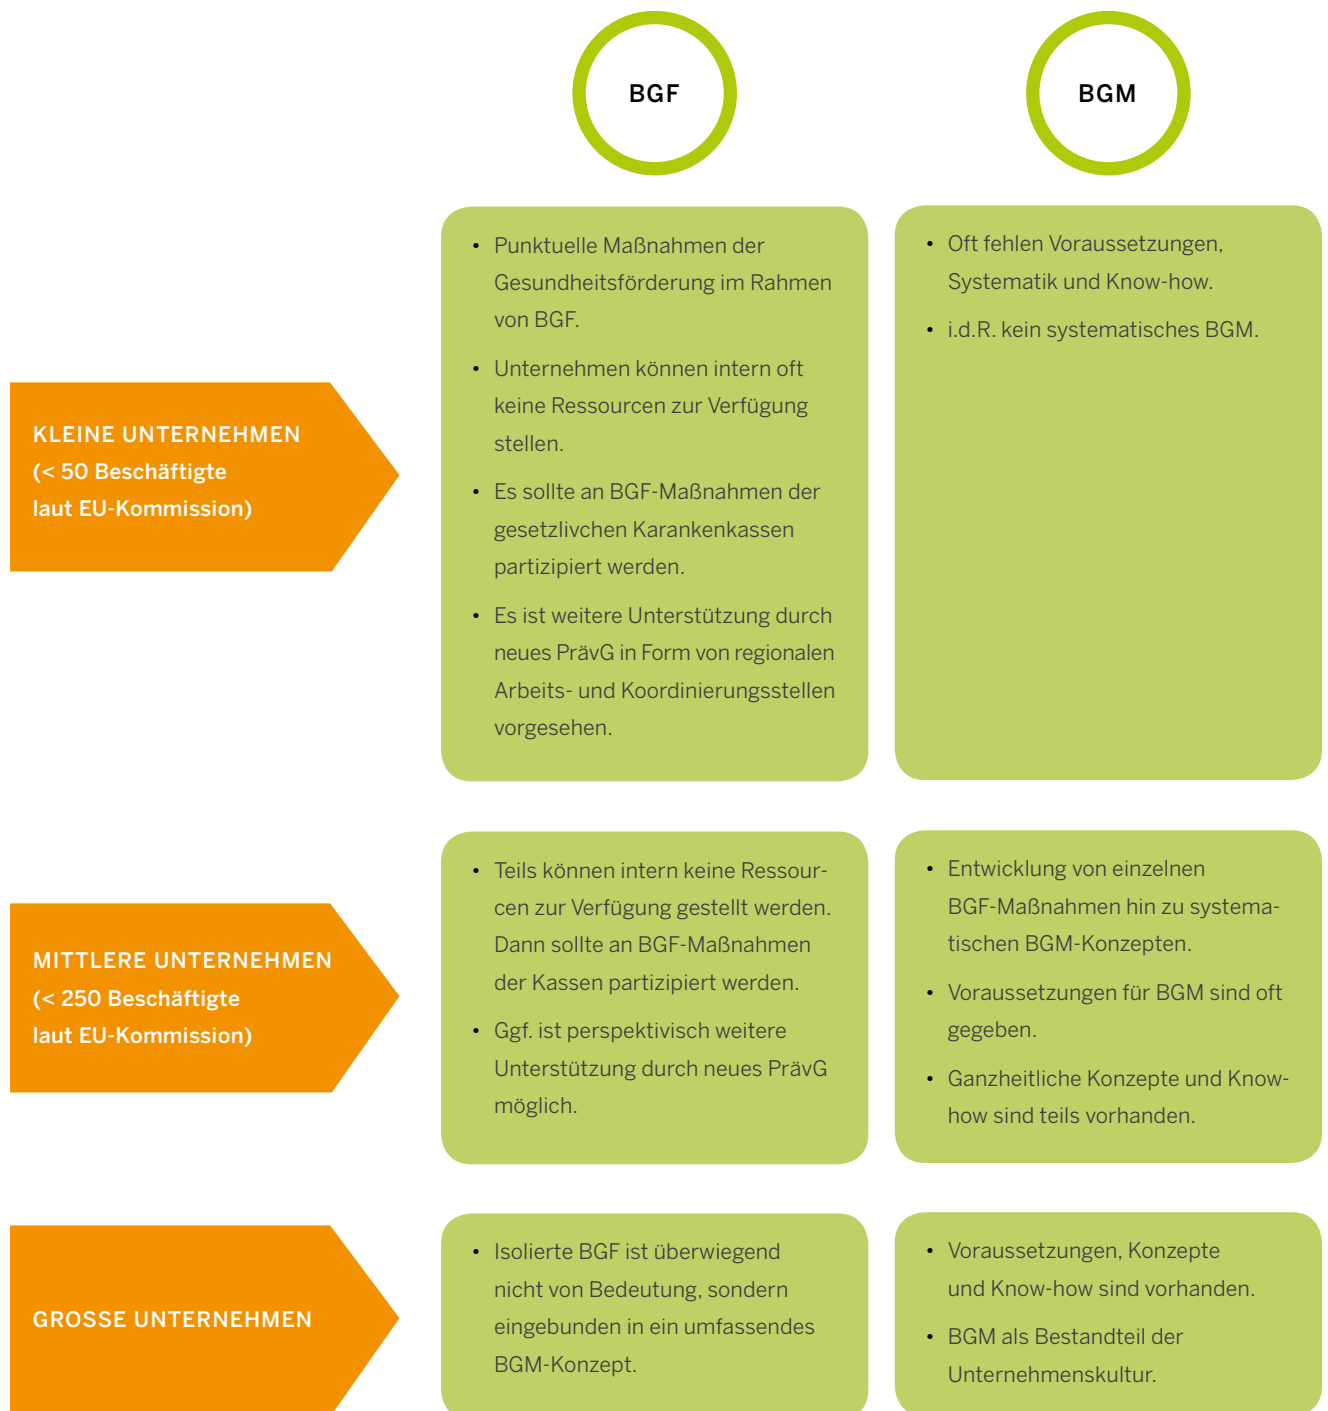 BGF
BGM
KLEINE UNTERNEHMEN
(< 50 Beschäftigte
laut EU-Kommission)
• Punktuelle Maßnahmen der
Gesundheitsförderung im Rahmen
von BGF.
• Unternehmen können intern oft
keine Ressourcen zur Verfügung
stellen.
• Es sollte an BGF-Maßnahmen der
gesetzlivchen Karankenkassen
partizipiert werden.
• Es ist weitere Unterstützung durch
neues PrävG in Form von regionalen
Arbeits- und Koordinierungsstellen
vorgesehen.
• Oft fehlen Voraussetzungen,
Systematik und Know-how.
• i.d.R. kein systematisches BGM.
MITTLERE UNTERNEHMEN
(< 250 Beschäftigte
laut EU-Kommission)
• Teils können intern keine Ressour-
cen zur Verfügung gestellt werden.
Dann sollte an BGF-Maßnahmen
der Kassen partizipiert werden.
• Ggf. ist perspektivisch weitere
Unterstützung durch neues PrävG
möglich.
• Entwicklung von einzelnen
BGF-Maßnahmen hin zu systema-
tischen BGM-Konzepten.
• Voraussetzungen für BGM sind oft
gegeben.
• Ganzheitliche Konzepte und Know-
how sind teils vorhanden.
GROSSE UNTERNEHMEN
• Isolierte BGF ist überwiegend
nicht von Bedeutung, sondern
eingebunden in ein umfassendes
BGM-Konzept.
• Voraussetzungen, Konzepte
und Know-how sind vorhanden.
• BGM als Bestandteil der
Unternehmenskultur.